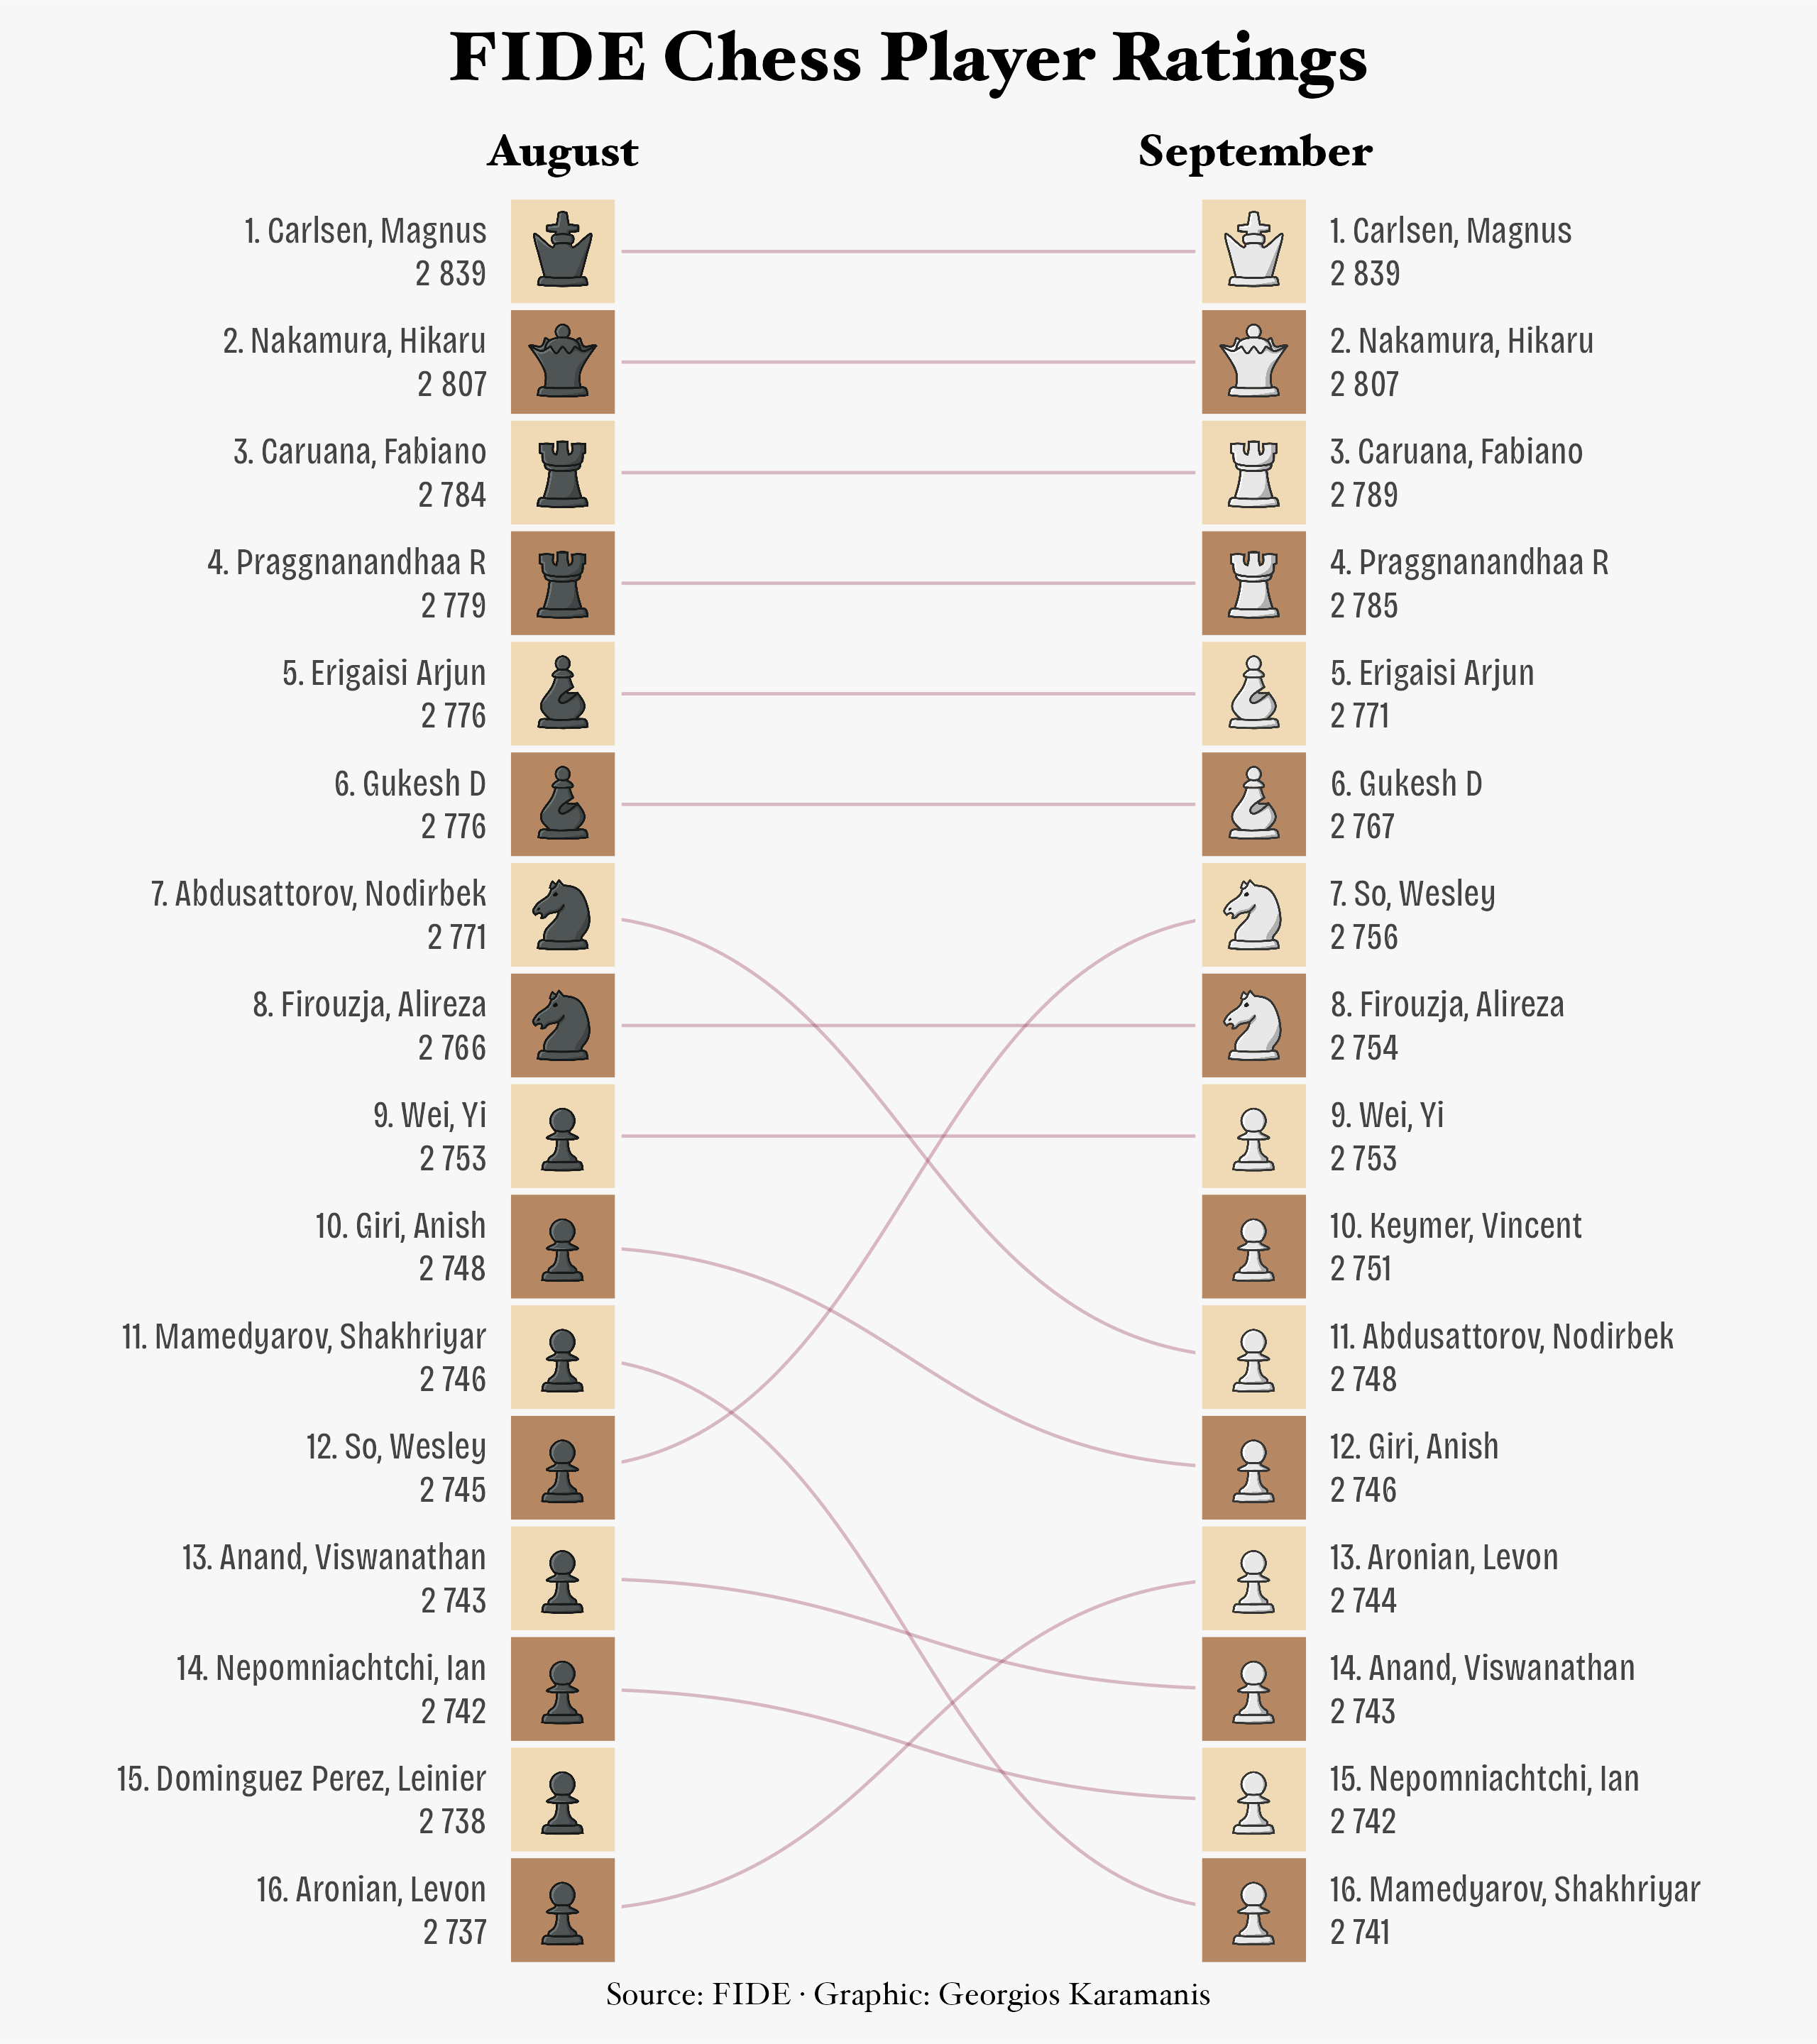 FIDE Chess Player Ratings
August
1. Carlsen, Magnus
2 839
2. Nakamura, Hikaru
2 807
3. Caruana, Fabiano
2 784
4. Praggnanandhaa R
2 779
5. Erigaisi Arjun
2 776
6. Gukesh D
2 776
7. Abdusattorov, Nodirbek
2 771
8. Firouzja, Alireza
2 766
9. Wei, Yi
2 753
10. Giri, Anish
2 748
11. Mamedyarov, Shakhriyar
2 746
12. So, Wesley
2 745
13. Anand, Viswanathan
2 743
14. Nepomniachtchi, Ian
2 742
15. Dominguez Perez, Leinier
2 738
16. Aronian, Levon
2 737
September
1. Carlsen, Magnus
2 839
2. Nakamura, Hikaru
2 807
3. Caruana, Fabiano
2 789
4. Praggnanandhaa R
2 785
5. Erigaisi Arjun
2 771
6. Gukesh D
2 767
7. So, Wesley
2 756
8. Firouzja, Alireza
2 754
9. Wei, Yi
2 753
10. Keymer, Vincent
2 751
11. Abdusattorov, Nodirbek
2 748
12. Giri, Anish
2 746
13. Aronian, Levon
2 744
14. Anand, Viswanathan
2 743
15. Nepomniachtchi, Ian
2 742
16. Mamedyarov, Shakhriyar
2 741
Source: FIDE · Graphic: Georgios Karamanis